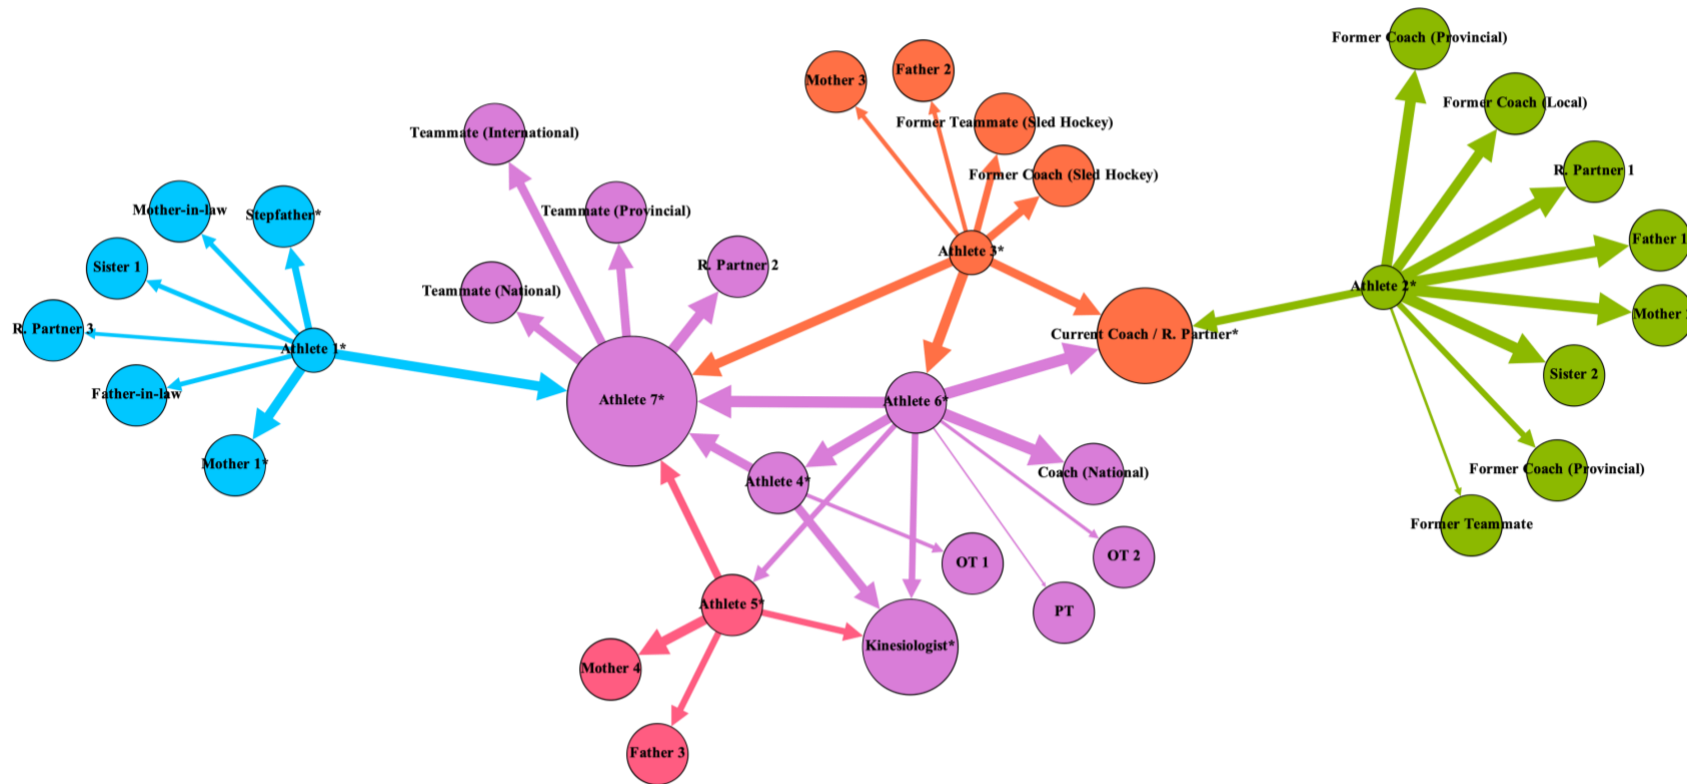 Former Coach (Provincial)
Mother 3
Father 2
Former Coach (Local)
Former Teammate (Sled Hockey)
Teammate (International)
R. Partner 1
Former Coach (Sled Hockey)
Mother-in-law
Stepfather*
Teammate (Provincial)
Father 1
Athlete 3*
R. Partner 2
Sister 1
Athlete 2*
Teammate (National)
Mother
R. Partner 3
Current Coach / R. Partner*
Athlete 1*
Sister 2
Father-in-law
Athlete 7*
Athlete 6*
Mother 1*
Former Coach (Provincial)
Coach (National)
Athlete 4*
Former Teammate
OT 1
OT 2
Athlete 5*
PT
Kinesiologist*
Mother 4
Father 3